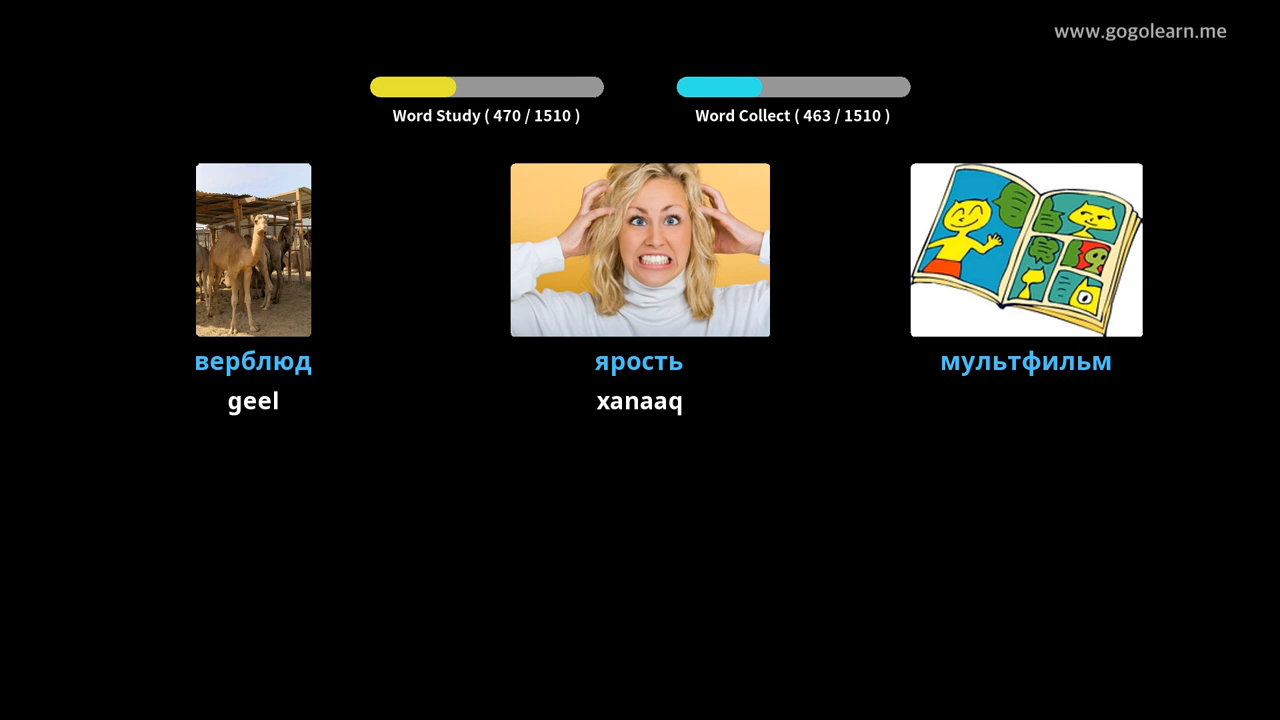 www.gogolearn.me
Word Study ( 470 / 1510 )
Word Collect ( 463 / 1510 )
верблюд
ярость
мультфильм
geel
xanaaq